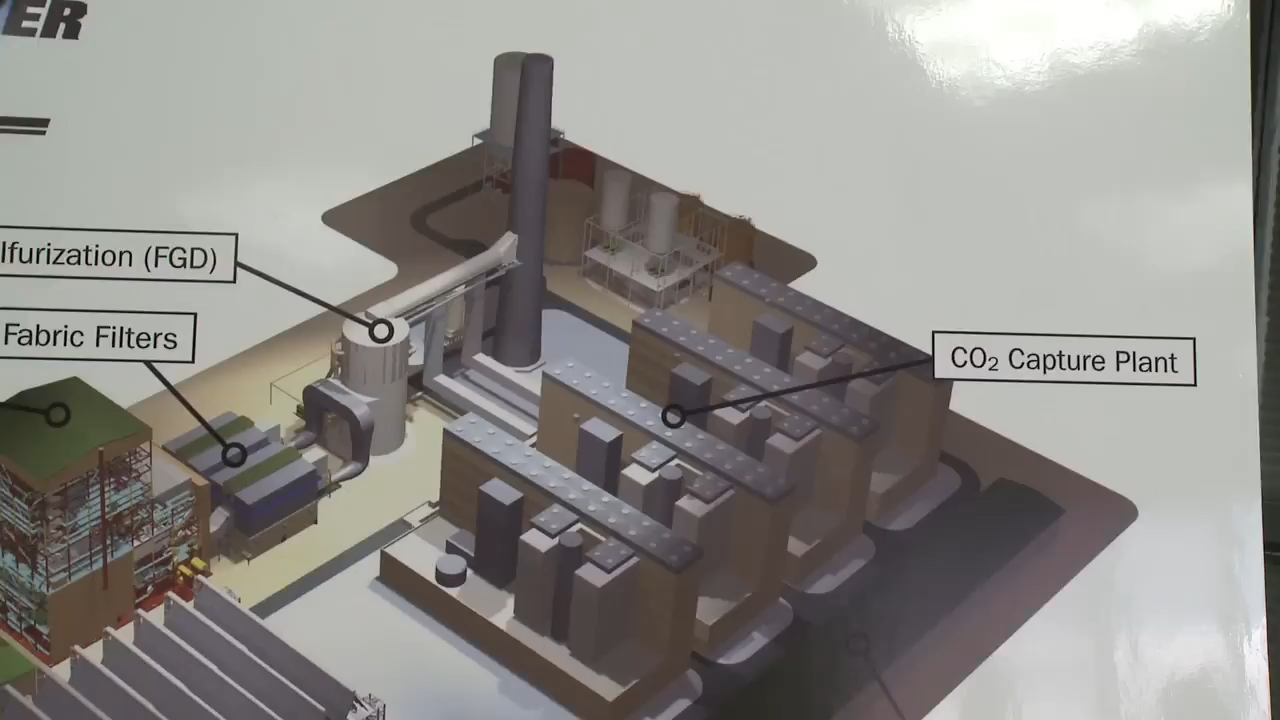 ER
lfurization (FGD)
Fabric Filters
CO₂ Capture Plant